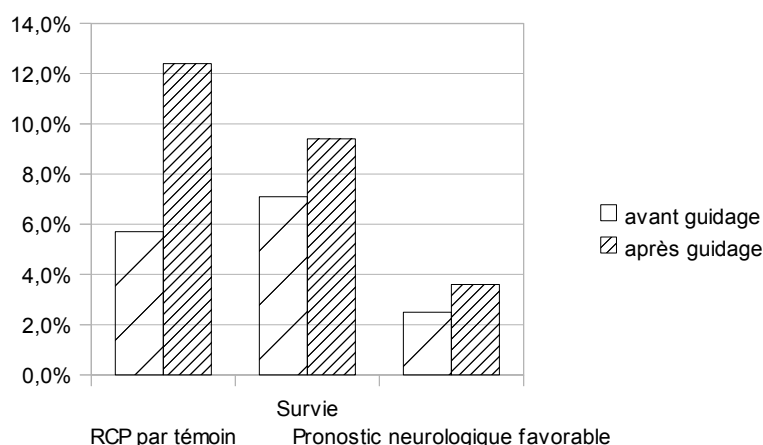 14,0%
12,0%
10,0%
8,0%
6,0%
4,0%
2,0%
0,0%
avant guidage
après guidage
Survie
RCP par témoin Pronostic neurologique favorable